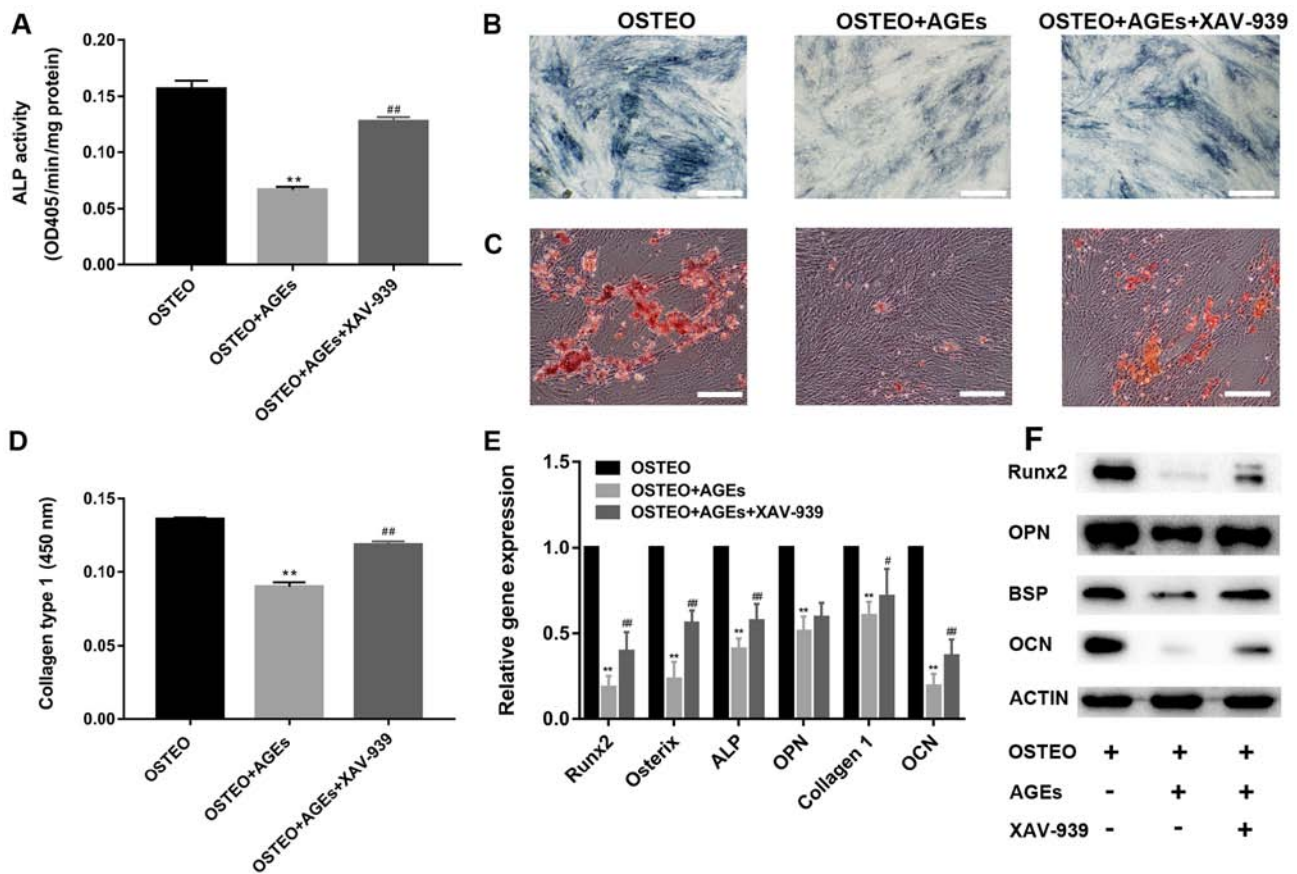 A
ALP activity
(OD405/min/mg protein)
0.20
0.15
0.10
0.05
0.00
**
##
OSTEO
OSTEO+AGEs
OSTEO+AGEs+XAV-939
B
OSTEO
OSTEO+AGEs
OSTEO+AGEs+XAV-939
C
D
Collagen type 1 (450 nm)
0.15
0.10
0.05
0.00
**
##
OSTEO
OSTEO+AGEs
OSTEO+AGEs+XAV-939
E
Relative gene expression
1.5
1.0
0.5
0.0
OSTEO
OSTEO+AGEs
OSTEO+AGEs+XAV-939
** ## ** ## ** ## ** ** # ** ##
Runx2
Osterix
ALP
OPN
Collagen 1
OCN
F
Runx2
OPN
BSP
OCN
ACTIN
OSTEO + + +
AGEs - + +
XAV-939 - - +